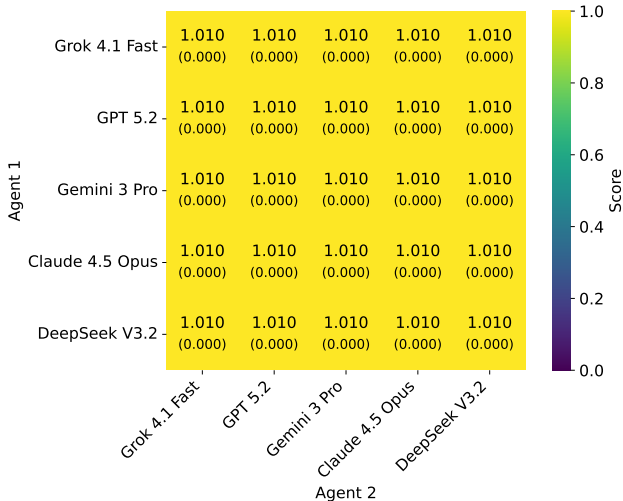 Grok 4.1 Fast 1.010 1.010 1.010 1.010 1.010
(0.000) (0.000) (0.000) (0.000) (0.000)
GPT 5.2 1.010 1.010 1.010 1.010 1.010
(0.000) (0.000) (0.000) (0.000) (0.000)
Gemini 3 Pro 1.010 1.010 1.010 1.010 1.010
(0.000) (0.000) (0.000) (0.000) (0.000)
Claude 4.5 Opus 1.010 1.010 1.010 1.010 1.010
(0.000) (0.000) (0.000) (0.000) (0.000)
DeepSeek V3.2 1.010 1.010 1.010 1.010 1.010
(0.000) (0.000) (0.000) (0.000) (0.000)
Agent 1
Grok 4.1 Fast
GPT 5.2
Gemini 3 Pro
Claude 4.5 Opus
DeepSeek V3.2
Agent 2
1.0
0.8
0.6
0.4
0.2
0.0
Score